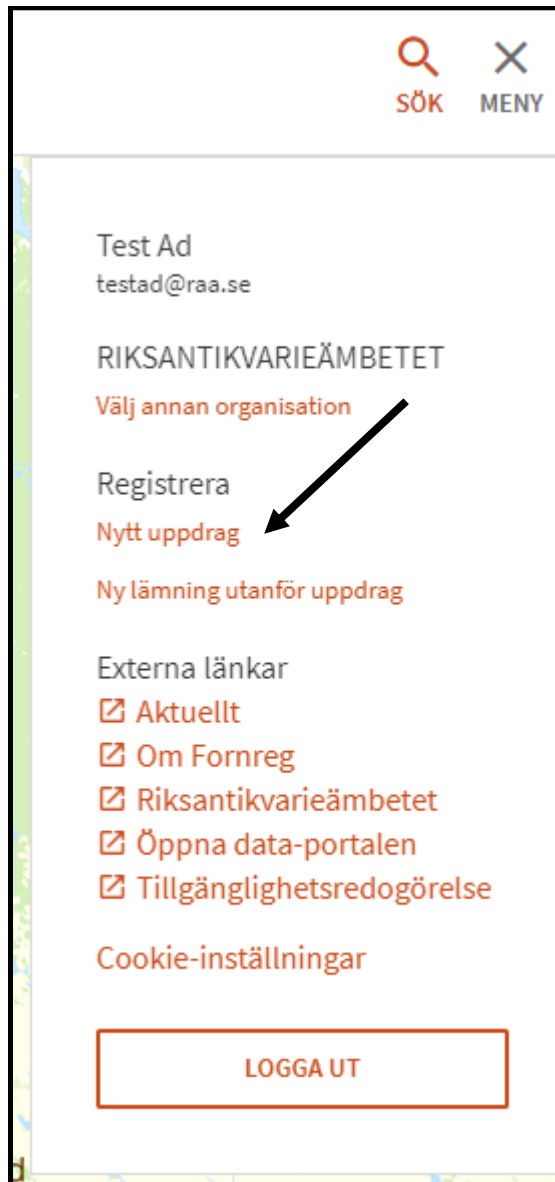 SÖK MENY
Test Ad
testad@raa.se
RIKSANTIKVARIEÄMBETET
Välj annan organisation
Registrera
Nytt uppdrag
Ny lämning utanför uppdrag
Externa länkar
Aktuellt
Om Fornreg
Riksantikvarieämbetet
Öppna data-portalen
Tillgänglighetsredogörelse
Cookie-inställningar
LOGGA UT
d